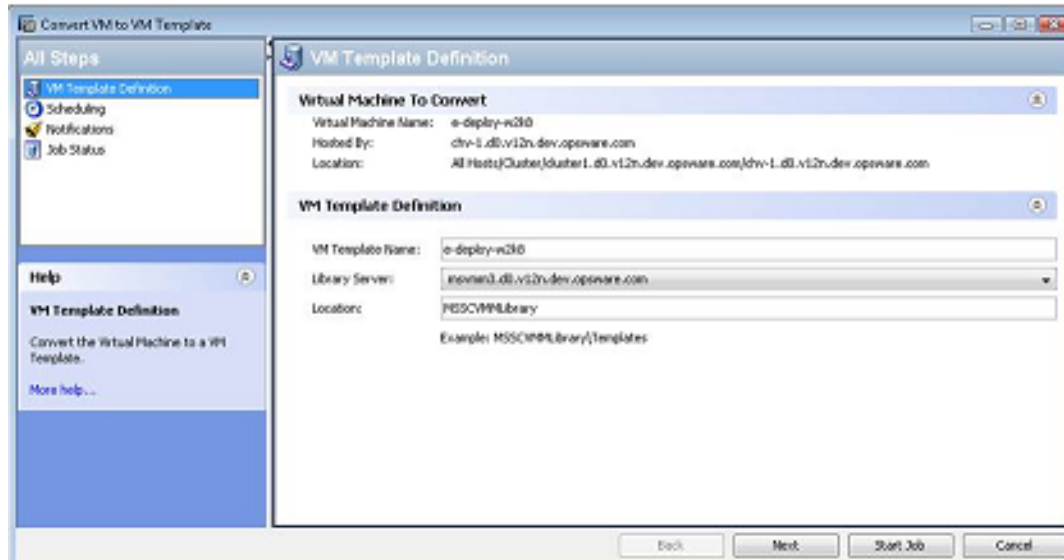 Convert VM to VM Template
All Steps
VM Template Definition
Scheduling
Notifications
Job Status
Help
VM Template Definition
Convert the Virtual Machine to a VM
Template.
More help...
VM Template Definition
Virtual Machine To Convert
Virtual Machine Name: e-deploy-w2k8
Hosted By: chv-1.d0.v12n.dev.opsware.com
Location: All Hosts/Cluster/cluster1.d0.v12n.dev.opsware.com/chv-1.d0.v12n.dev.opsware.com
VM Template Definition
VM Template Name: e-deploy-w2k8
Library Server: msvmm3.d0.v12n.dev.opsware.com
Location: MSSCVMMLibrary
Example: MSSCVMMLibrary\Templates
Back Next Start Job Cancel